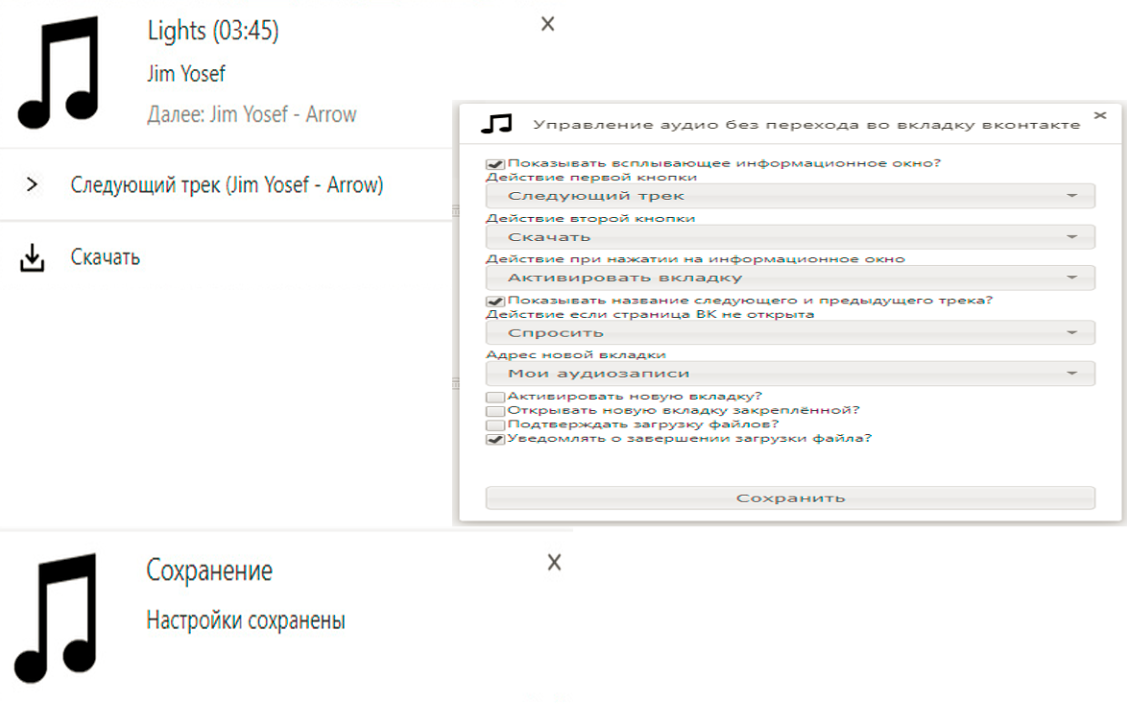 Lights (03:45)
Jim Yosef
Далее: Jim Yosef - Arrow
Следующий трек (Jim Yosef - Arrow)
Скачать
Управление аудио без перехода во вкладку вконтакте
Показывать всплывающее информационное окно?
Действие первой кнопки
Следующий трек
Действие второй кнопки
Скачать
Действие при нажатии на информационное окно
Активировать вкладку
Показывать название следующего и предыдущего трека?
Действие если страница ВК не открыта
Спросить
Адрес новой вкладки
Мои аудиозаписи
Активировать новую вкладку?
Открывать новую вкладку закреплённой?
Подтверждать загрузку файлов?
Уведомлять о завершении загрузки файла?
Сохранить
Сохранение
Настройки сохранены